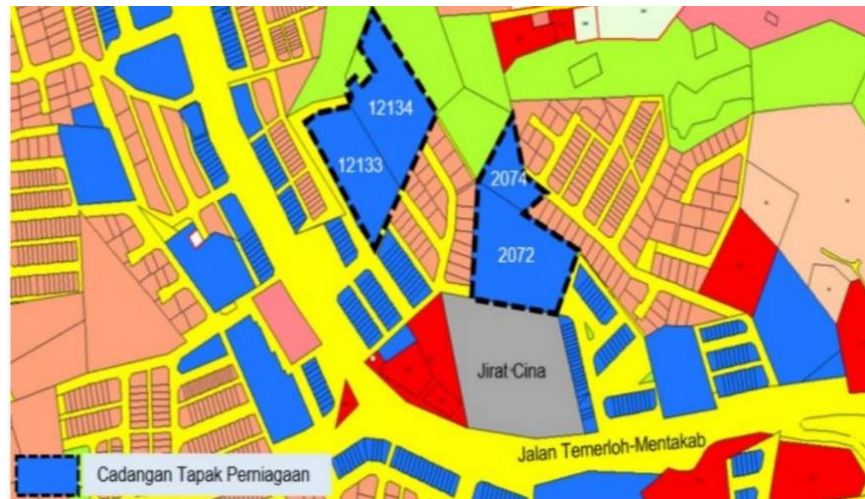 12134
12133
2074
2072
Jirat Cina
Jalan Temerloh-Mentakab
Cadangan Tapak Perniagaan